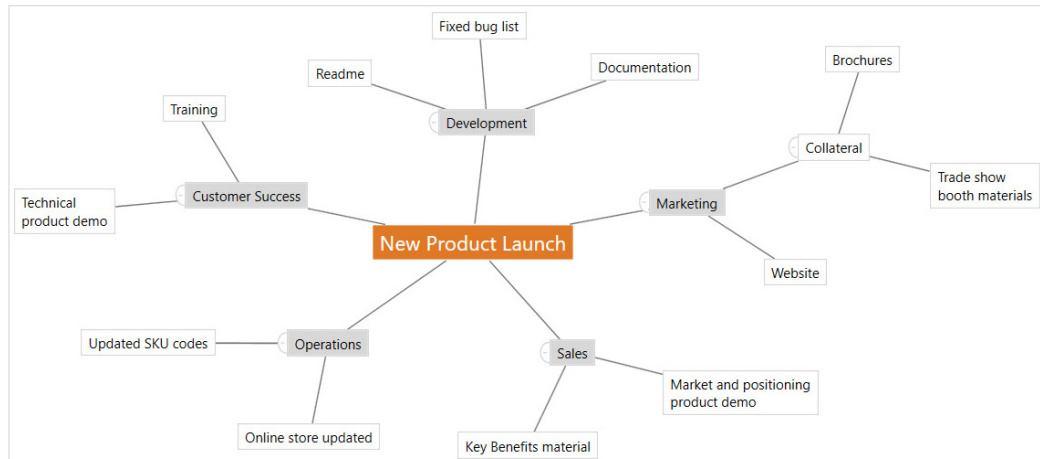 Fixed bug list
Brochures
Readme
Documentation
Training
Development
Collateral
Technical
product demo
Customer Success
Marketing
Trade show
booth materials
New Product Launch
Website
Updated SKU codes
Operations
Sales
Market and positioning
product demo
Online store updated
Key Benefits material